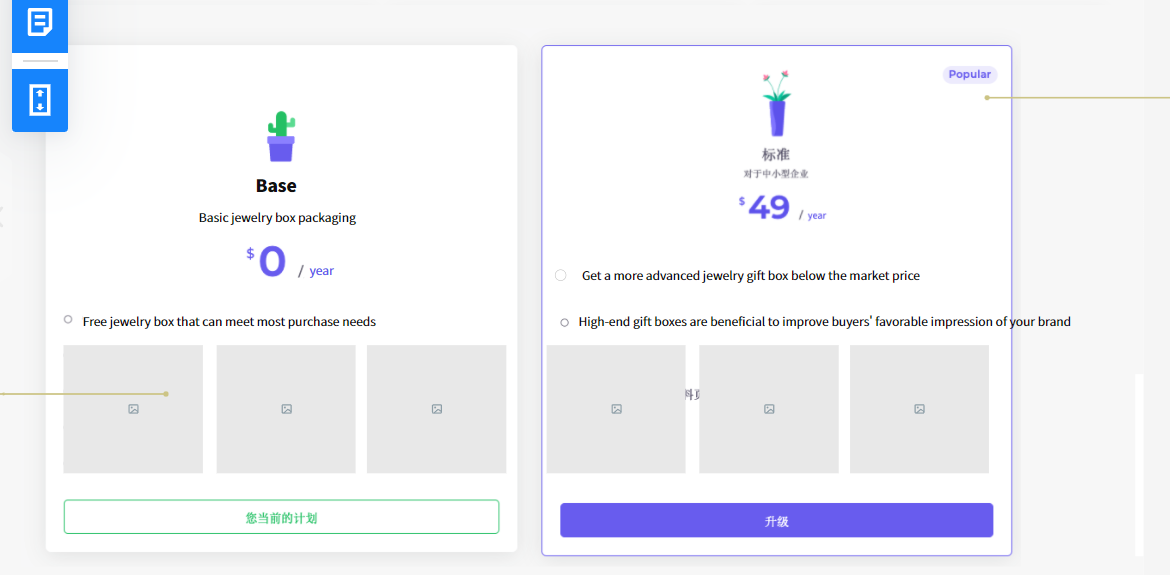 Base
Basic jewelry box packaging
$0 / year
Free jewelry box that can meet most purchase needs
您当前的计划
Popular
标准
对于中小型企业
$49 / year
Get a more advanced jewelry gift box below the market price
High-end gift boxes are beneficial to improve buyers' favorable impression of your brand
升级